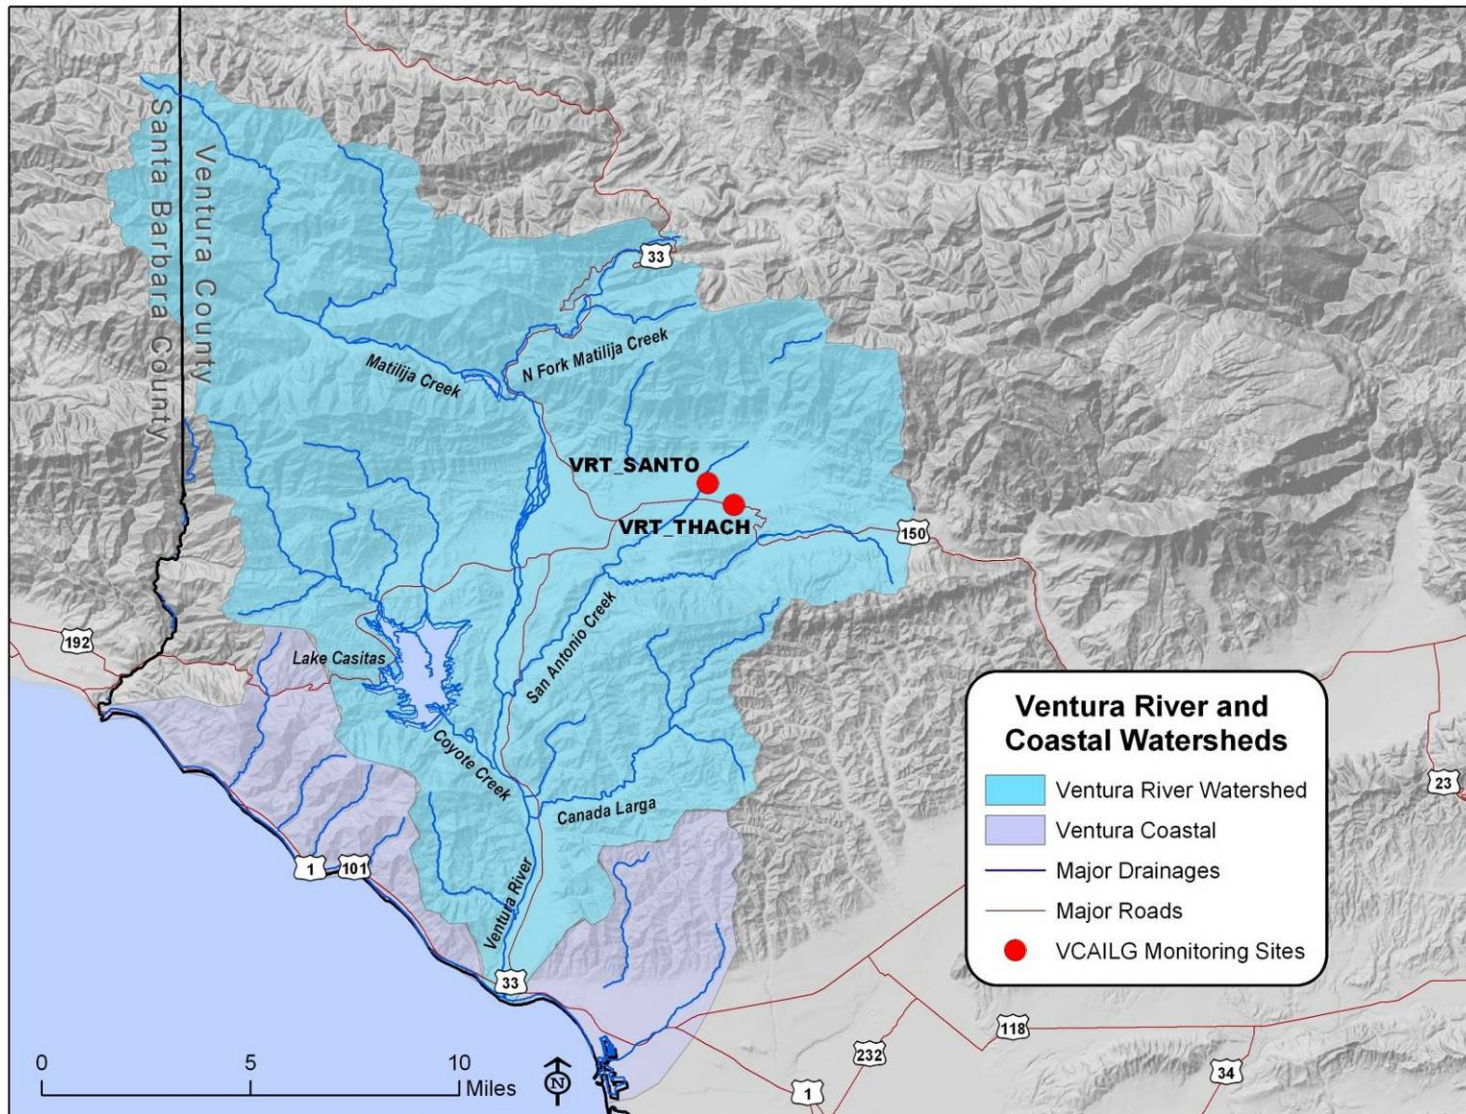 33
Santa Barbara County
Ventura County
Matilija Creek
N Fork Matilija Creek
VRT_SANTO
VRT_THACH
150
192
Lake Casitas
San Antonio Creek
Coyote Creek
Canada Larga
Ventura River
1
101
33
Ventura River and
Coastal Watersheds
Ventura River Watershed
Ventura Coastal
Major Drainages
Major Roads
VCAILG Monitoring Sites
23
118
232
34
1
0 5 10
Miles
N